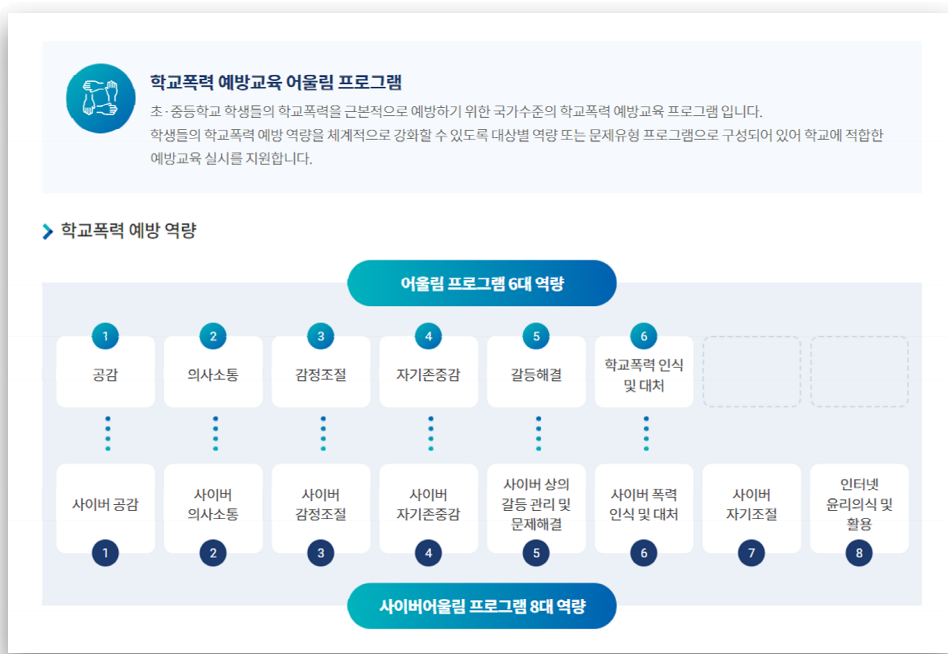 학교폭력 예방교육 어울림 프로그램
초·중등학교 학생들의 학교폭력을 근본적으로 예방하기 위한 국가수준의 학교폭력 예방교육 프로그램 입니다.
학생들의 학교폭력 예방 역량을 체계적으로 강화할 수 있도록 대상별 역량 또는 문제유형 프로그램으로 구성되어 있어 학교에 적합한
예방교육 실시를 지원합니다.
학교폭력 예방 역량
어울림 프로그램 6대 역량
1
공감
2
의사소통
3
감정조절
4
자기존중감
5
갈등해결
6
학교폭력 인식
및 대처
사이버 공감
1
사이버
의사소통
2
사이버
감정조절
3
사이버
자기존중감
4
사이버 상의
갈등 관리 및
문제해결
5
사이버 폭력
인식 및 대처
6
사이버
자기조절
7
인터넷
윤리의식 및
활용
8
사이버어울림 프로그램 8대 역량